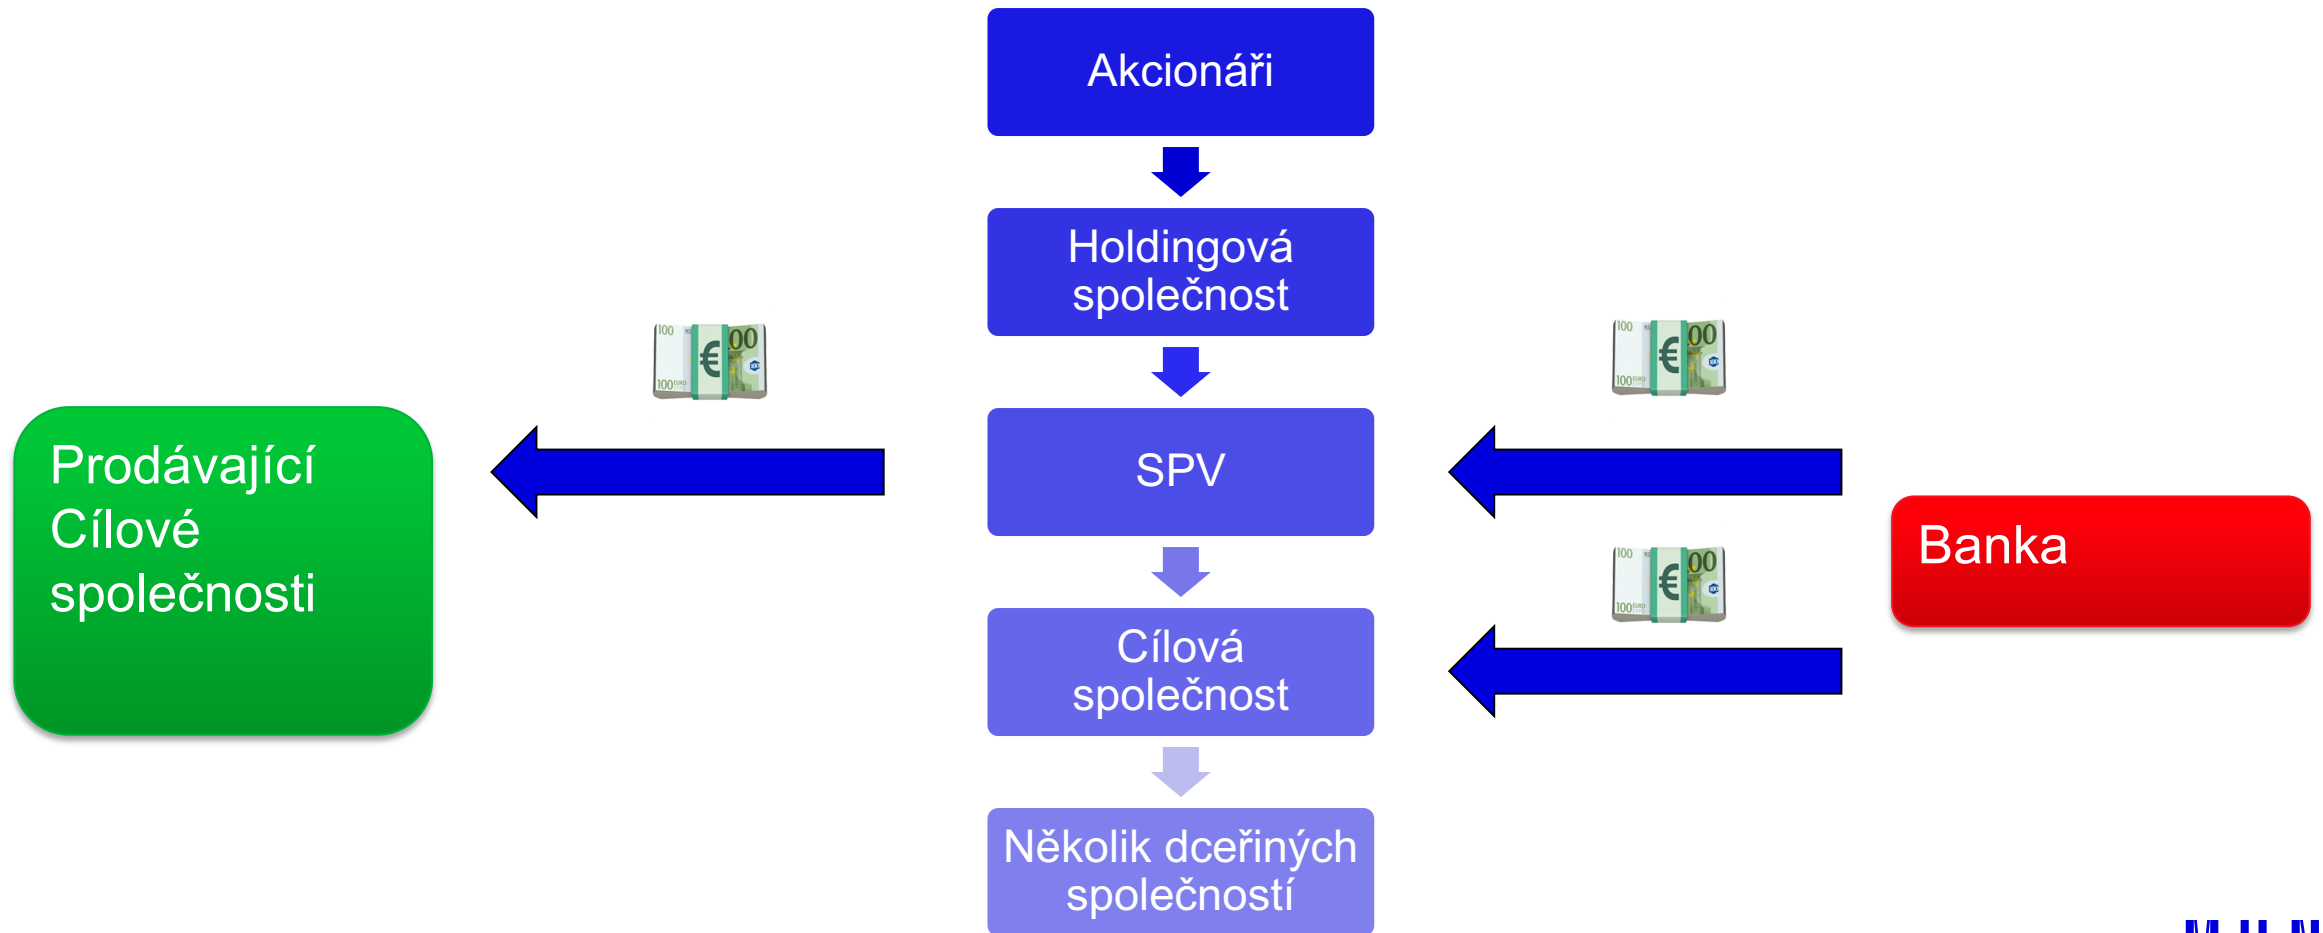 Akcionáři
Holdingová
společnost
Prodávající
Cílové
společnosti
SPV
Banka
Cílová
společnost
Několik dceřiných
společností